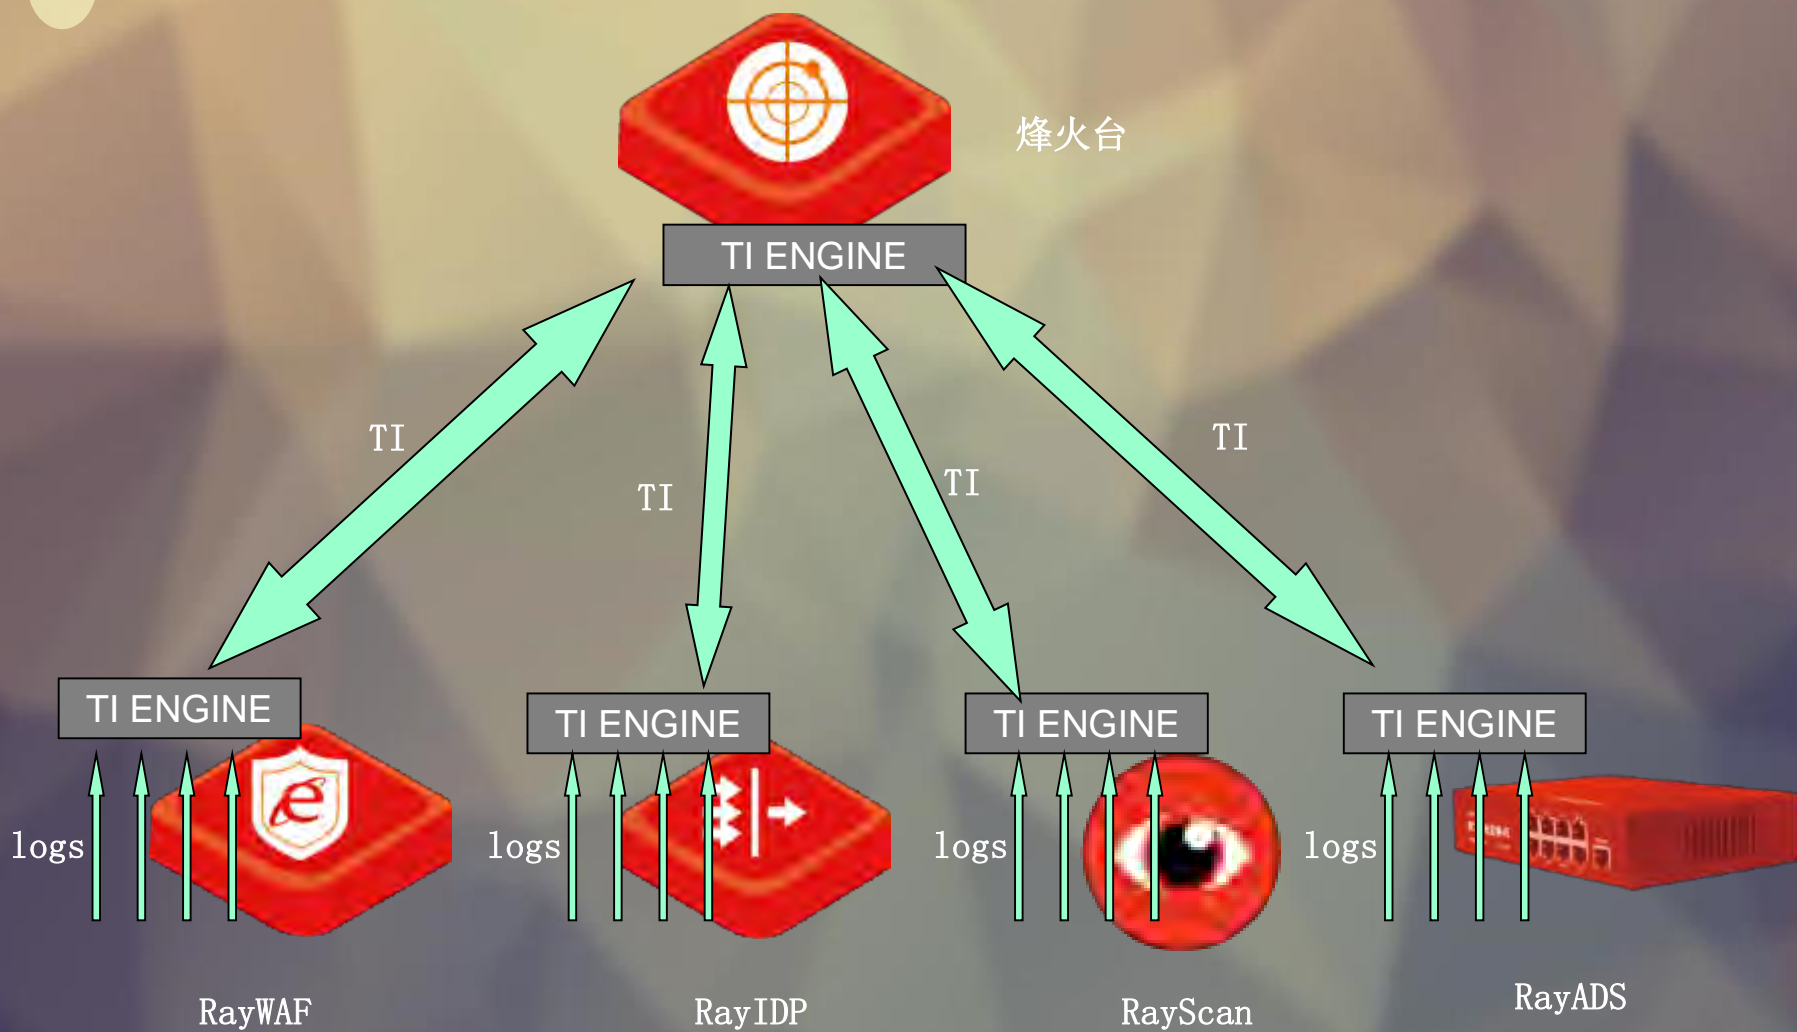 烽火台
TI ENGINE
TI
TI
TI
TI
TI ENGINE
TI ENGINE
TI ENGINE
TI ENGINE
logs
logs
logs
logs
RayWAF
RayIDP
RayScan
RayADS